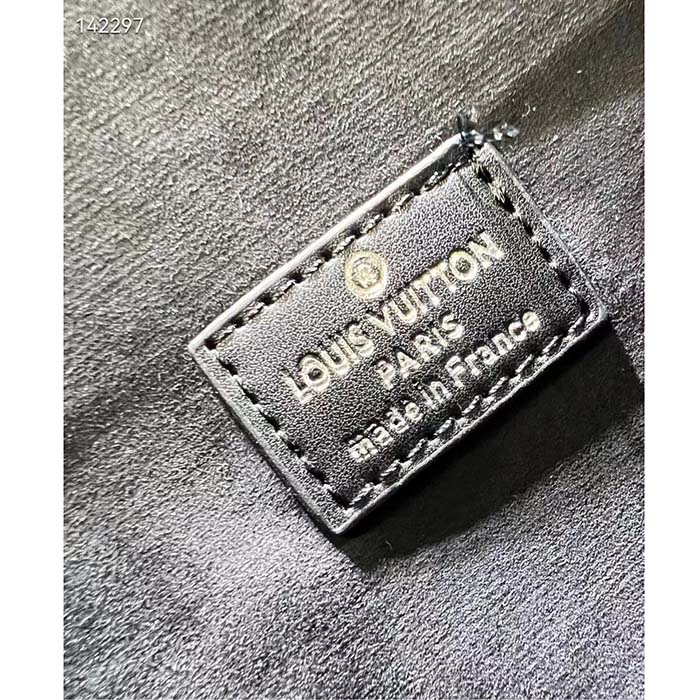 142297
®
LOUIS VUITTON
PARIS
made in France